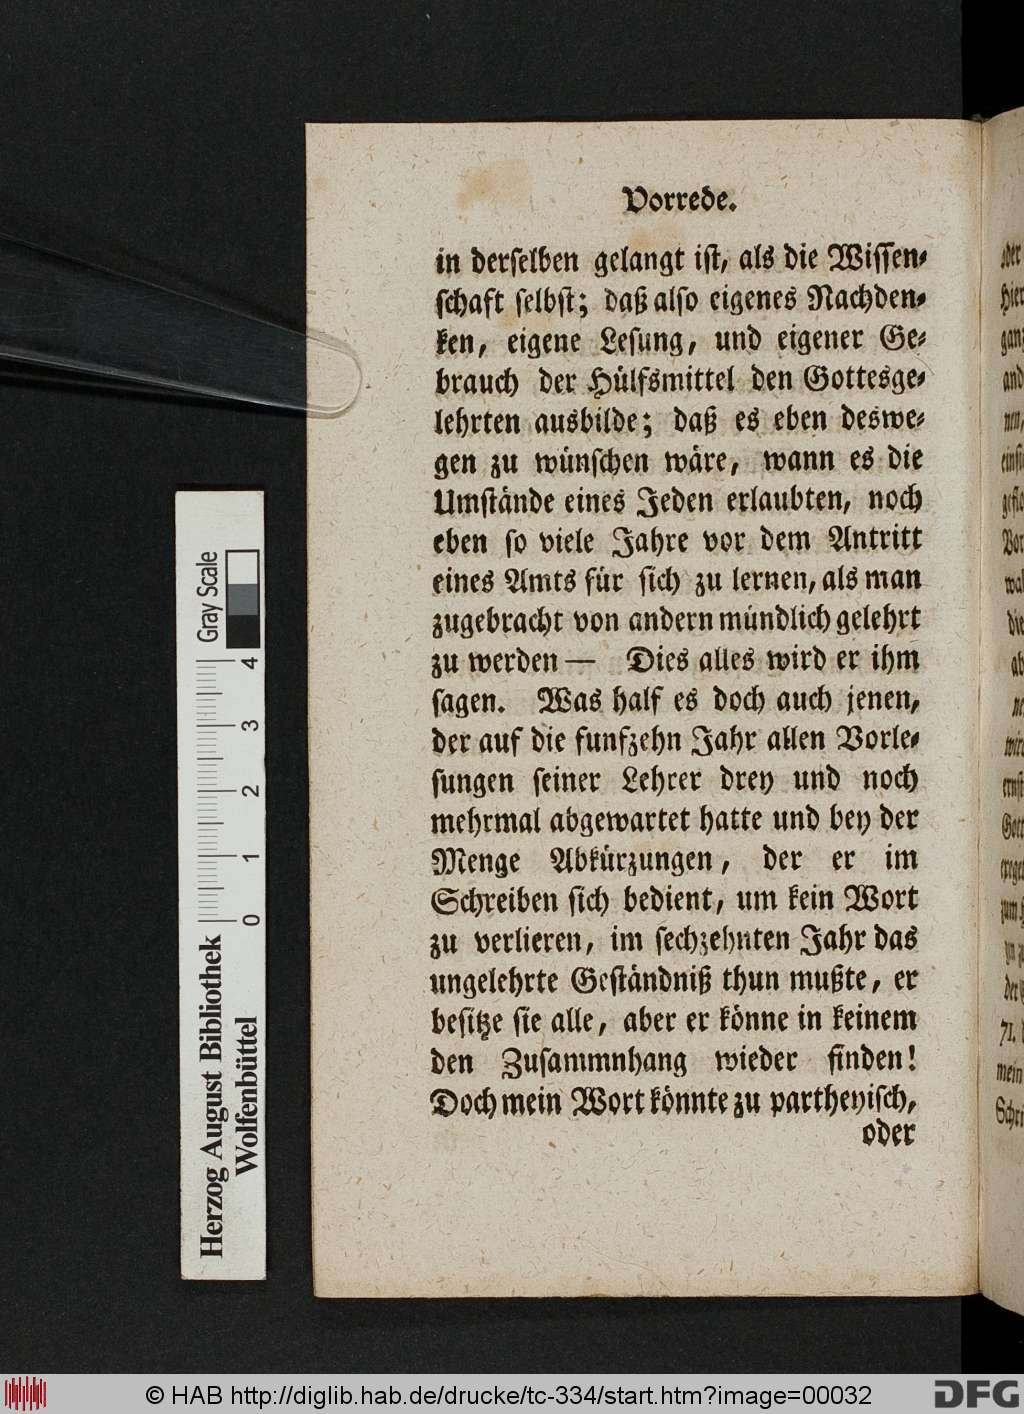 Vorrede.
in derselben gelangt ist, als die Wissen-
schaft selbst; daß also eigenes Nachden-
ken, eigene Lesung, und eigener Ge-
brauch der Hülfsmittel den Gottesge-
lehrten ausbilde; daß es eben deswe-
gen zu wünschen wäre, wann es die
Umstände eines Jeden erlaubten, noch
eben so viele Jahre vor dem Antritt
eines Amts für sich zu lernen, als man
zugebracht von andern mündlich gelehrt
zu werden — Dies alles wird er ihm
sagen. Was half es doch auch jenen,
der auf die funfzehn Jahr allen Vorle-
sungen seiner Lehrer drey und noch
mehrmal abgewartet hatte und bey der
Menge Abkürzungen, der er im
Schreiben sich bedient, um kein Wort
zu verlieren, im sechzehnten Jahr das
ungelehrte Geständniß thun mußte, er
besitze sie alle, aber er könne in keinem
den Zusammnhang wieder finden!
Doch mein Wort könnte zu partheyisch,
oder
Herzog August Bibliothek
Wolfenbüttel
0 1 2 3 4
Gray Scale
© HAB http://diglib.hab.de/drucke/tc-334/start.htm?image=00032
DFG